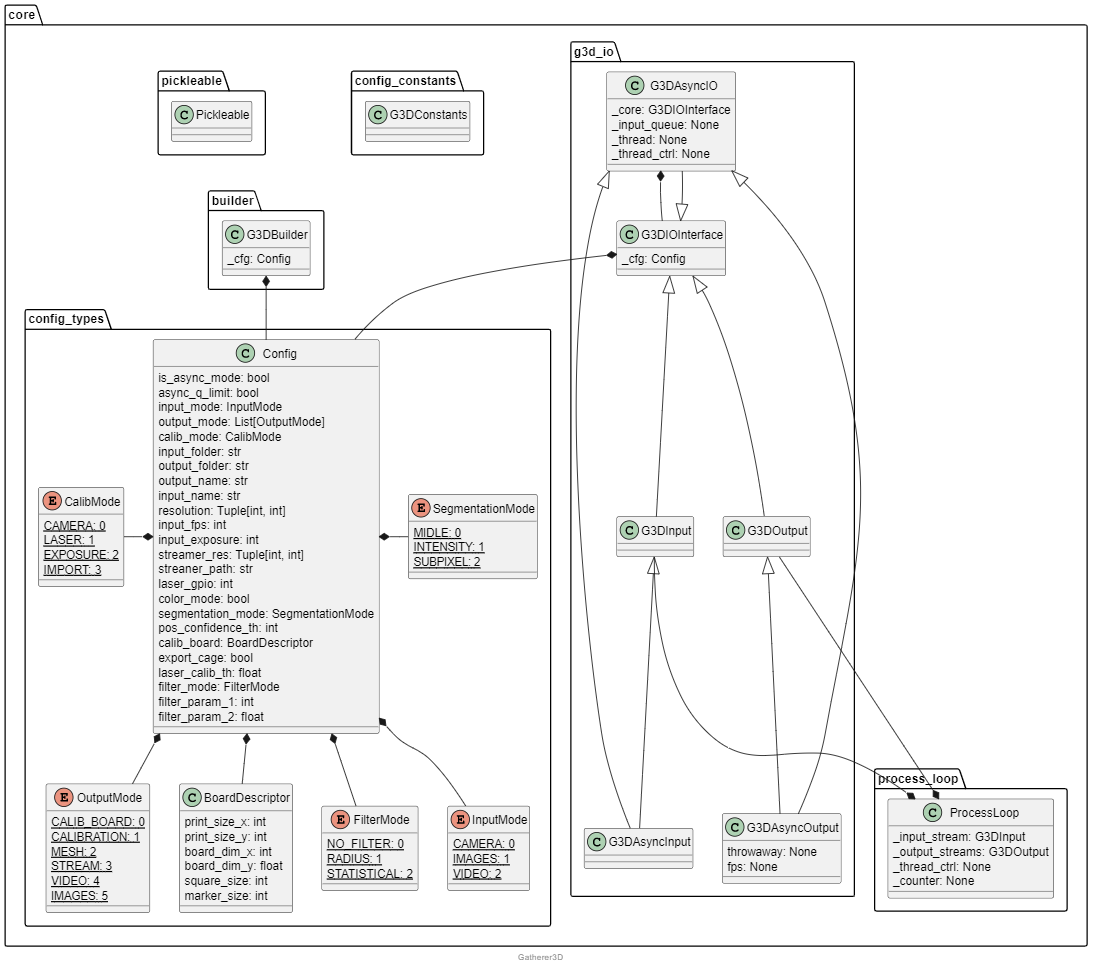 core
g3d_io
pickleable
C Pickleable
config_constants
C G3DConstants
C G3DAsyncIO
_core: G3DIOInterface
_input_queue: None
_thread: None
_thread_ctrl: None
builder
C G3DBuilder
_cfg: Config
C G3DIOInterface
_cfg: Config
config_types
C Config
is_async_mode: bool
async_q_limit: bool
input_mode: InputMode
output_mode: List[OutputMode]
calib_mode: CalibMode
input_folder: str
output_folder: str
output_name: str
input_name: str
resolution: Tuple[int, int]
input_fps: int
input_exposure: int
streamer_res: Tuple[int, int]
streaner_path: str
laser_gpio: int
color_mode: bool
segmentation_mode: SegmentationMode
pos_confidence_th: int
calib_board: BoardDescriptor
export_cage: bool
laser_calib_th: float
filter_mode: FilterMode
filter_param_1: int
filter_param_2: float
E CalibMode
CAMERA: 0
LASER: 1
EXPOSURE: 2
IMPORT: 3
E SegmentationMode
MIDLE: 0
INTENSITY: 1
SUBPIXEL: 2
C G3DInput
C G3DOutput
E OutputMode
CALIB_BOARD: 0
CALIBRATION: 1
MESH: 2
STREAM: 3
VIDEO: 4
IMAGES: 5
C BoardDescriptor
print_size_x: int
print_size_y: int
board_dim_x: int
board_dim_y: float
square_size: int
marker_size: int
E FilterMode
NO_FILTER: 0
RADIUS: 1
STATISTICAL: 2
E InputMode
CAMERA: 0
IMAGES: 1
VIDEO: 2
C G3DAsyncInput
C G3DAsyncOutput
throwaway: None
fps: None
process_loop
C ProcessLoop
_input_stream: G3DInput
_output_streams: G3DOutput
_thread_ctrl: None
_counter: None
Gatherer3D